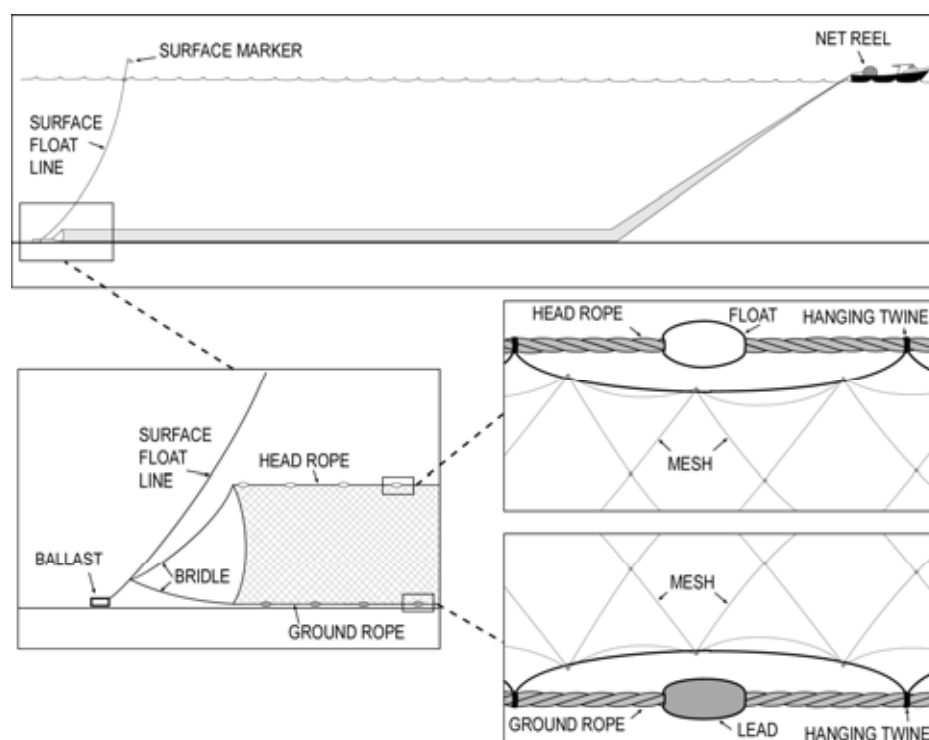 SURFACE MARKER
NET REEL
SURFACE
FLOAT
LINE
HEAD ROPE
FLOAT
HANGING TWINE
MESH
SURFACE
FLOAT
LINE
HEAD ROPE
BALLAST
BRIDLE
GROUND ROPE
MESH
GROUND ROPE
LEAD
HANGING TWINE